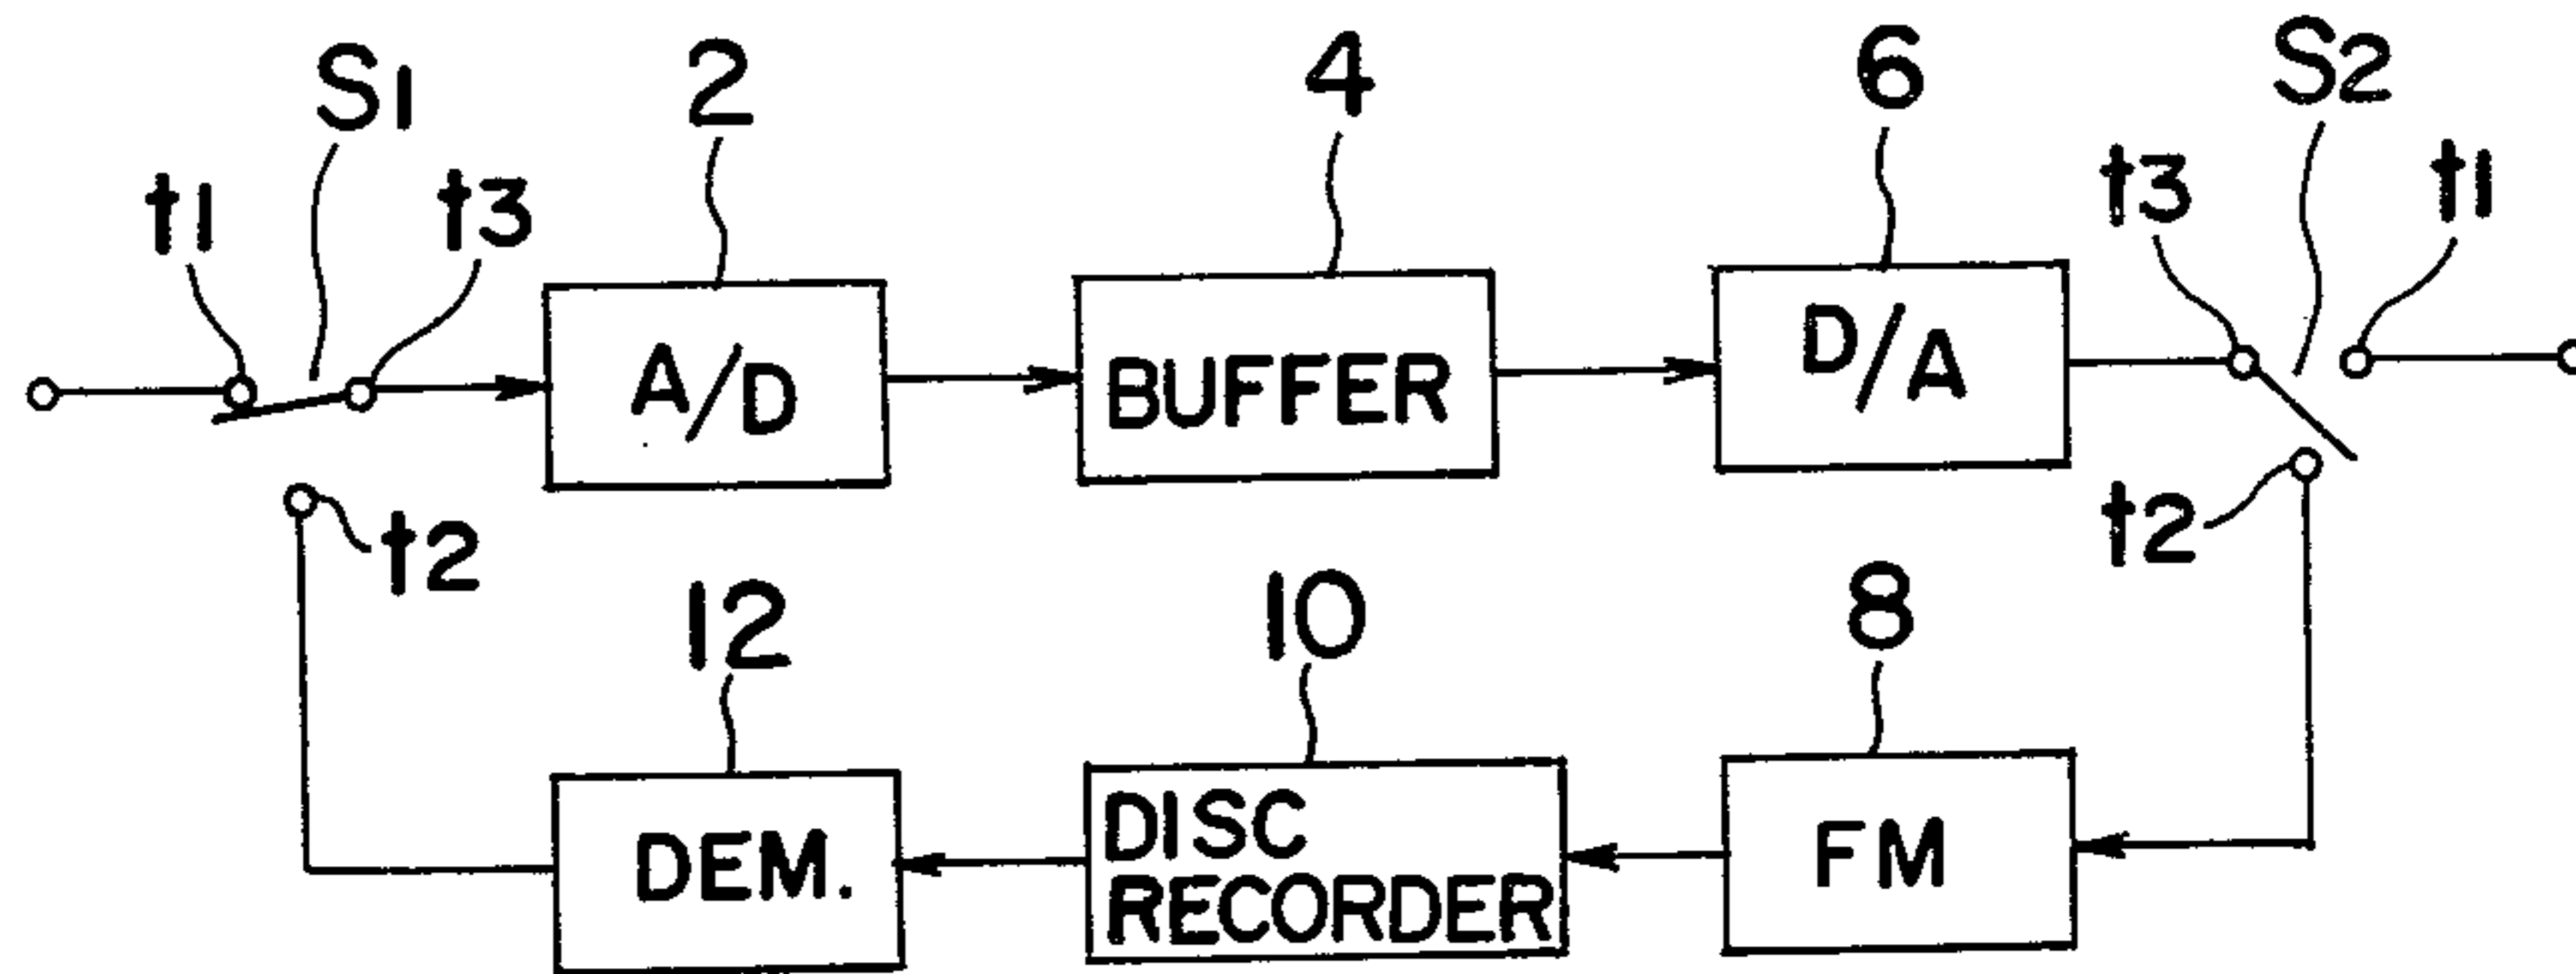 S1 2 4 6 S2
t1 t3 t3 t1
A/D BUFFER D/A
t2 t2
12 10 8
DEM. DISC RECORDER FM